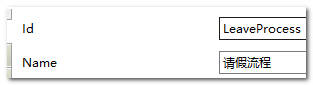 Id LeaveProcess
Name 请假流程